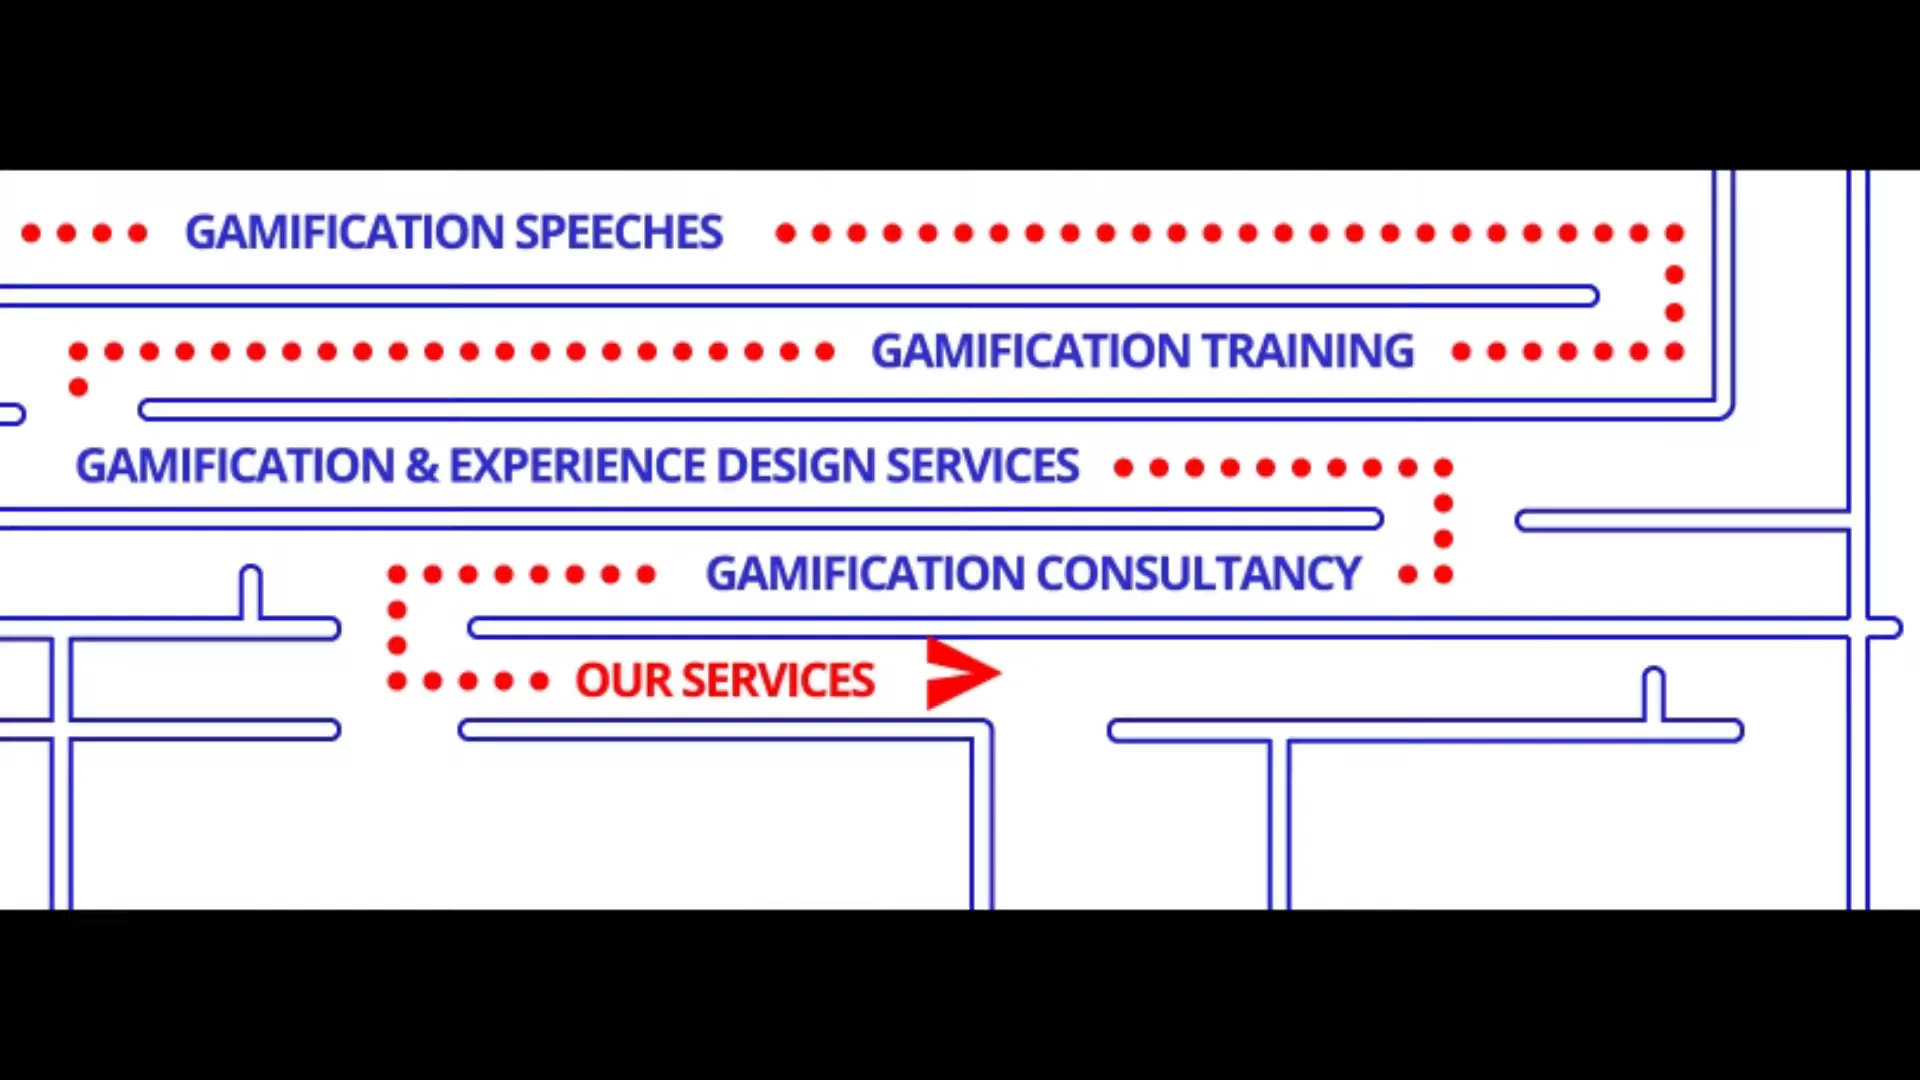 GAMIFICATION SPEECHES
GAMIFICATION TRAINING
GAMIFICATION & EXPERIENCE DESIGN SERVICES
GAMIFICATION CONSULTANCY
OUR SERVICES